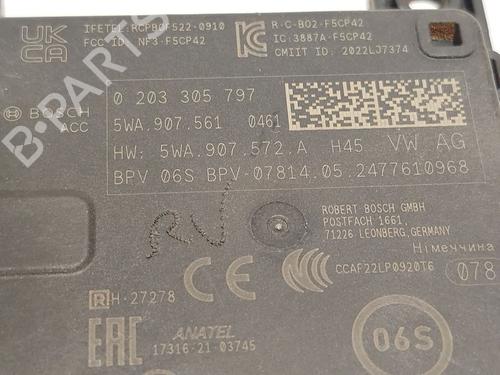 UK
CA
IFETEL:RCPBOF522-0910
FCC ID: NF3-F5CP42
R-C-BO2-F5CP42
IC:3887A-F5CP42
CMIIT ID: 2022LJ7374
BOSCH
ACC
0 203 305 797
5WA.907.561 0461
HW: 5WA.907.572.A H45 VW AG
BPV 06S BPV-07814.05.2477610968
ROBERT BOSCH GMBH
POSTFACH 1661,
71226 LEONBERG,GERMANY
Німеччина
RV
CE
CCC
CCAF22LP0920T6
078
R H-27278
EAC
ANATEL
17316-21-03745
06S
B-PARTS